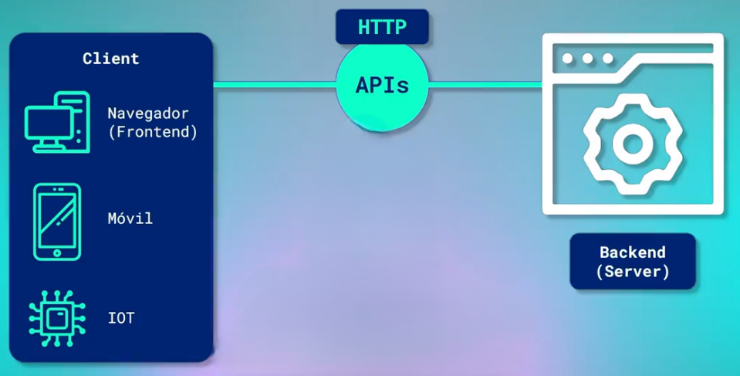 HTTP
Client
APIs
Navegador
(Frontend)
Móvil
Backend
(Server)
IOT